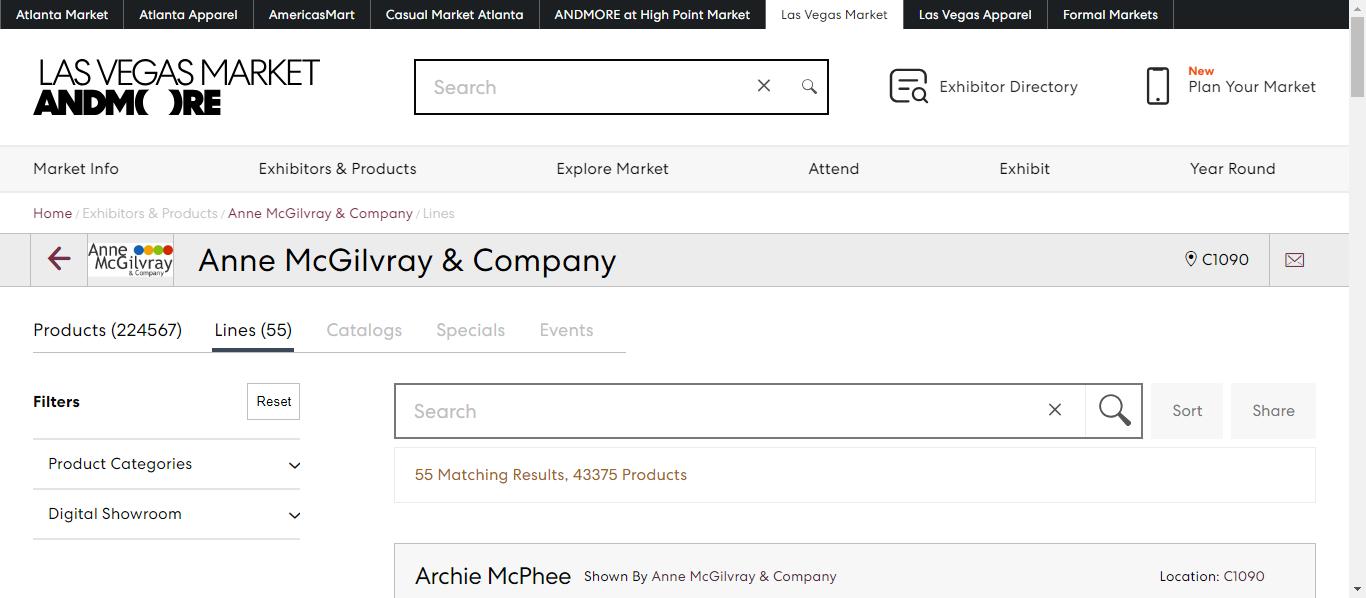 Atlanta Market Atlanta Apparel AmericasMart Casual Market Atlanta ANDMORE at High Point Market Las Vegas Market Las Vegas Apparel Formal Markets
LAS VEGAS MARKET
ANDMORE
Search
Exhibitor Directory
New
Plan Your Market
Market Info Exhibitors & Products Explore Market Attend Exhibit Year Round
Home / Exhibitors & Products / Anne McGilvray & Company / Lines
Anne
McGilvray
& Company
Anne McGilvray & Company
C1090
Products (224567) Lines (55) Catalogs Specials Events
Filters Reset
Search
Sort Share
Product Categories
Digital Showroom
55 Matching Results, 43375 Products
Archie McPhee Shown By Anne McGilvray & Company Location: C1090